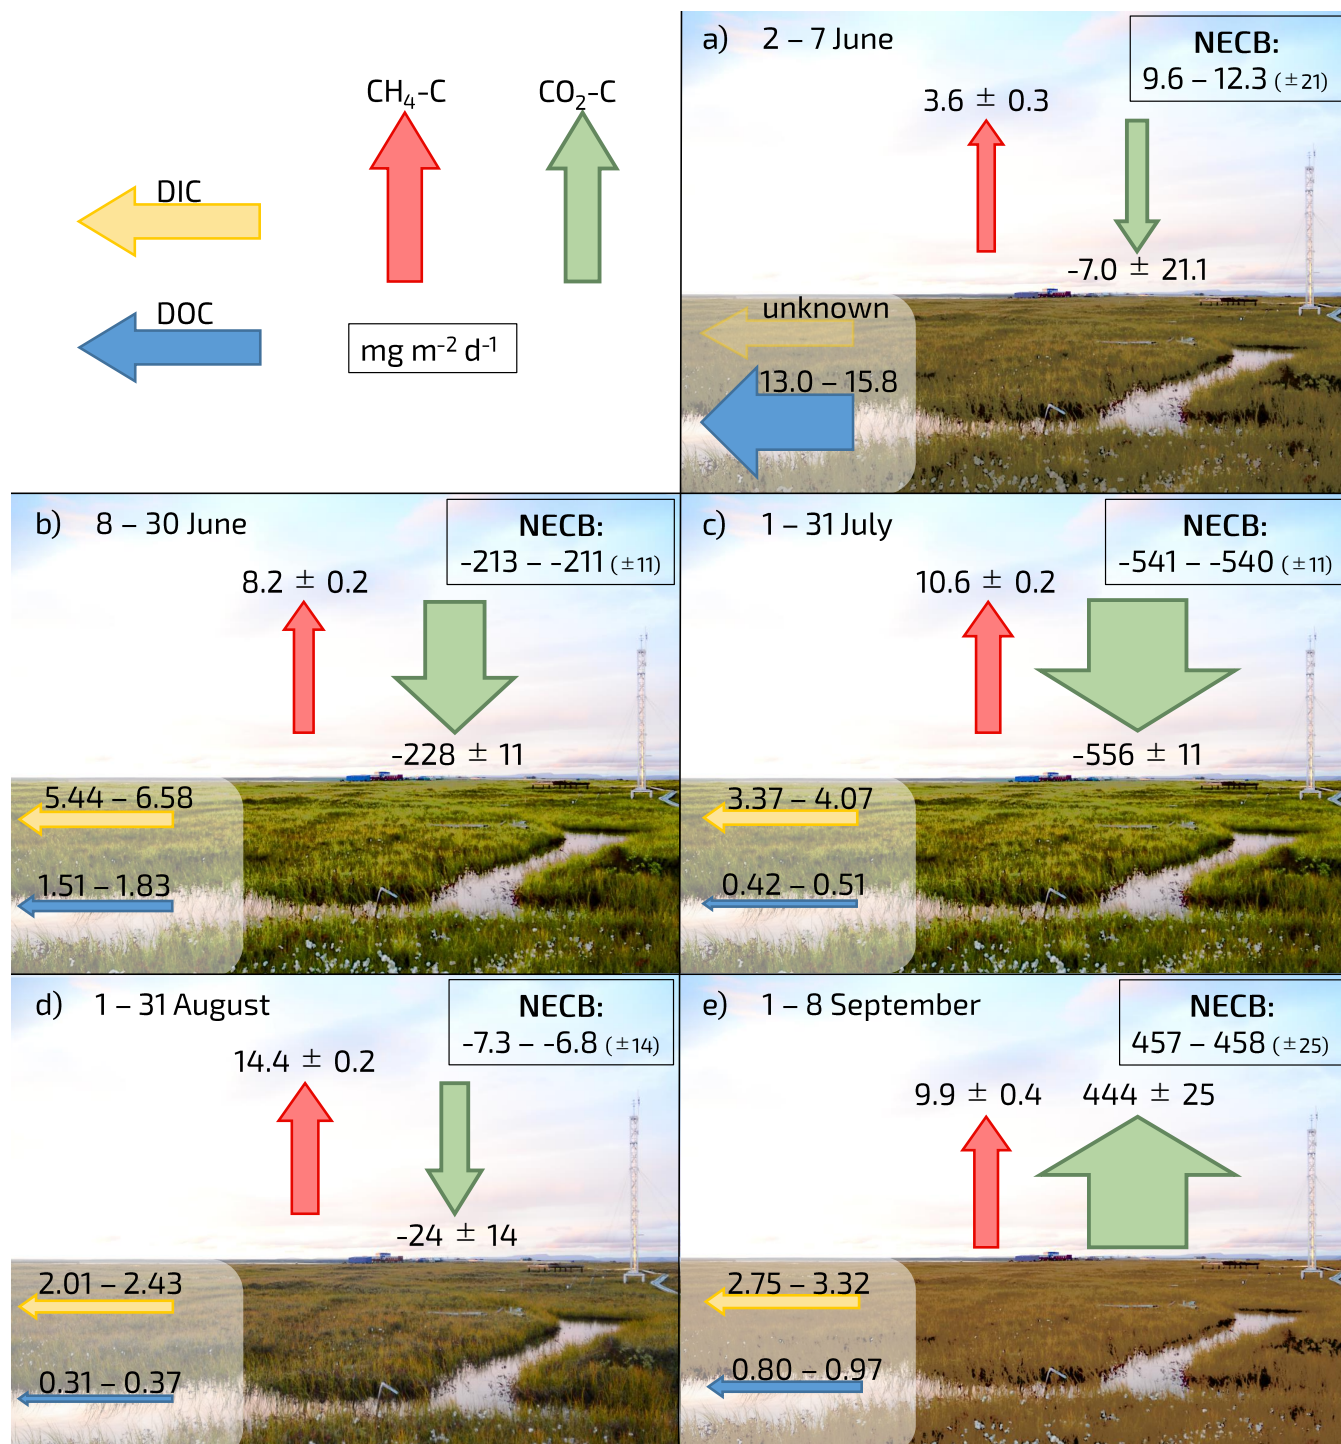 CH₄-C
CO₂-C
DIC
DOC
mg m⁻² d⁻¹
a) 2 – 7 June
NECB:
9.6 – 12.3 (±21)
3.6 ± 0.3
-7.0 ± 21.1
unknown
13.0 – 15.8
b) 8 – 30 June
NECB:
-213 – -211 (±11)
8.2 ± 0.2
-228 ± 11
5.44 – 6.58
1.51 – 1.83
c) 1 – 31 July
NECB:
-541 – -540 (±11)
10.6 ± 0.2
-556 ± 11
3.37 – 4.07
0.42 – 0.51
d) 1 – 31 August
NECB:
-7.3 – -6.8 (±14)
14.4 ± 0.2
-24 ± 14
2.01 – 2.43
0.31 – 0.37
e) 1 – 8 September
NECB:
457 – 458 (±25)
9.9 ± 0.4
444 ± 25
2.75 – 3.32
0.80 – 0.97